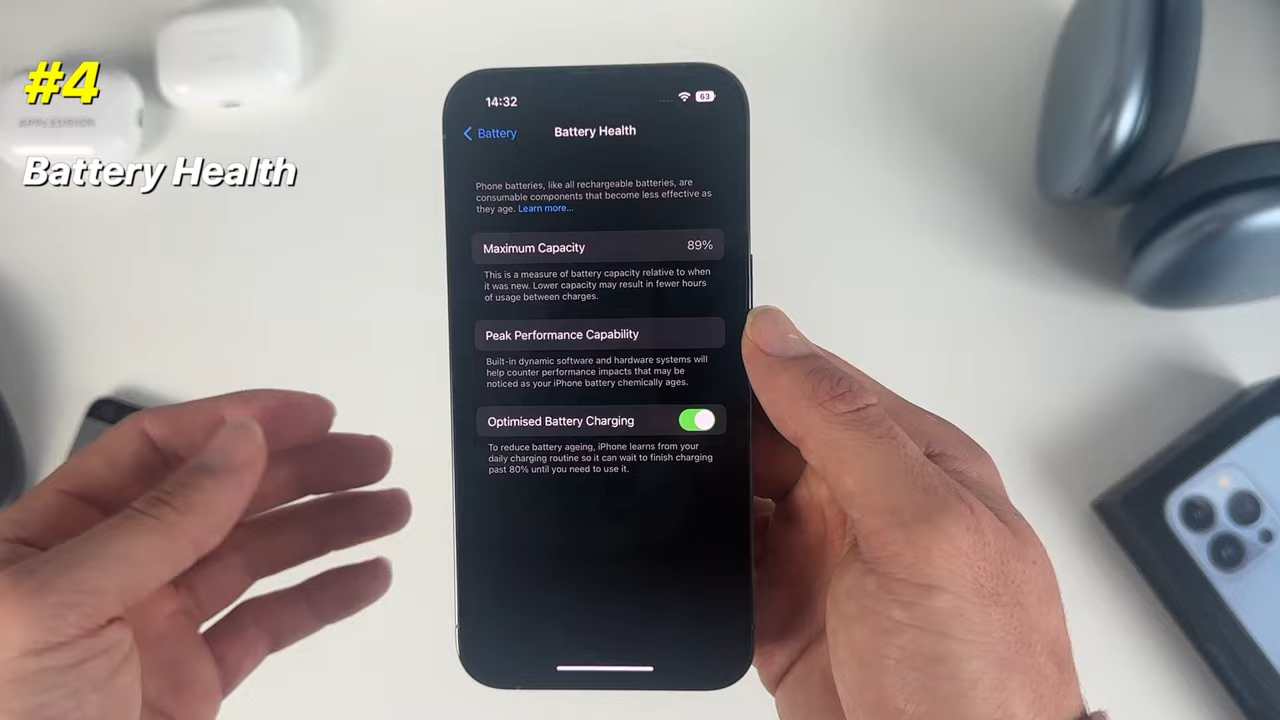 #4
Battery Health
14:32
63
Battery
Battery Health
Phone batteries, like all rechargeable batteries, are
consumable components that become less effective as
they age. Learn more...
Maximum Capacity 89%
This is a measure of battery capacity relative to when
it was new. Lower capacity may result in fewer hours
of usage between charges.
Peak Performance Capability
Built-in dynamic software and hardware systems will
help counter performance impacts that may be
noticed as your iPhone battery chemically ages.
Optimised Battery Charging
To reduce battery ageing, iPhone learns from your
daily charging routine so it can wait to finish charging
past 80% until you need to use it.